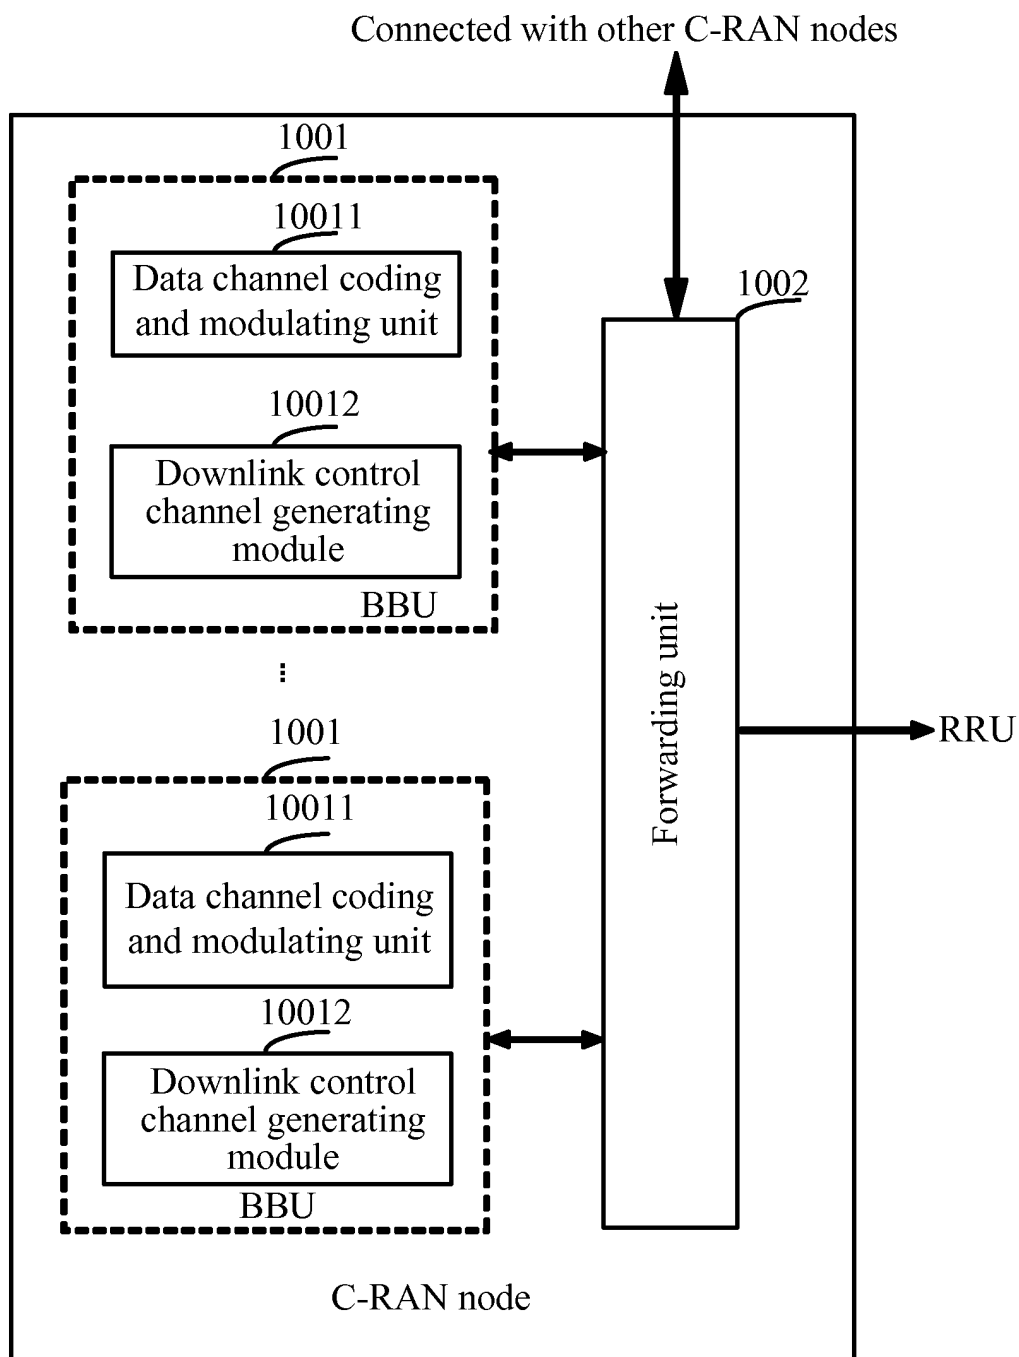 Connected with other C-RAN nodes
1001
10011
Data channel coding
and modulating unit
10012
Downlink control
channel generating
module
BBU
1002
Forwarding unit
RRU
1001
10011
Data channel coding
and modulating unit
10012
Downlink control
channel generating
module
BBU
C-RAN node